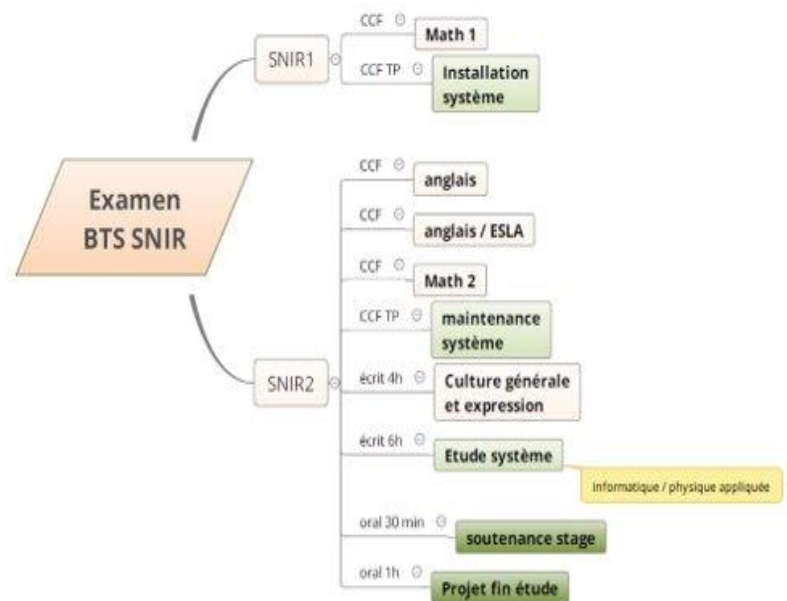 Examen
BTS SNIR
SNIR1
CCF
Math 1
CCF TP
Installation
système
SNIR2
CCF
anglais
CCF
anglais / ESLA
CCF
Math 2
CCF TP
maintenance
système
écrit 4h
Culture générale
et expression
écrit 6h
Etude système
informatique / physique appliquée
oral 30 min
soutenance stage
oral 1h
Projet fin étude